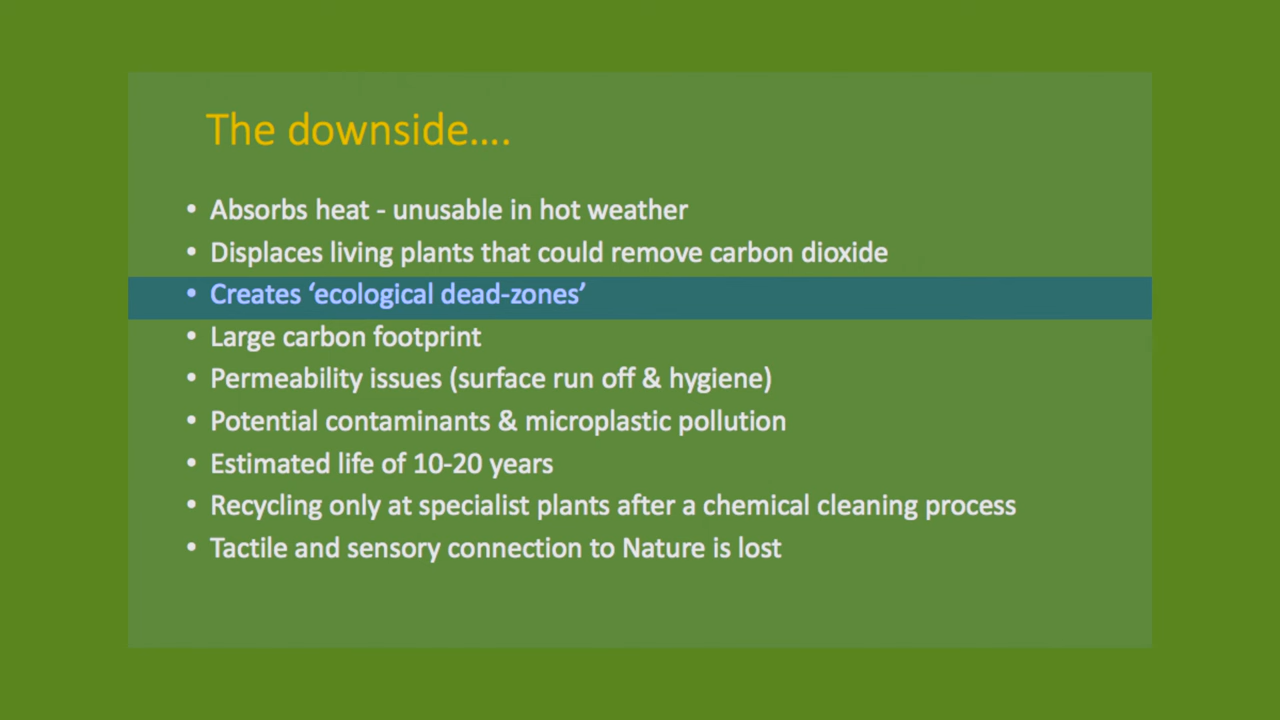 The downside....
• Absorbs heat - unusable in hot weather
• Displaces living plants that could remove carbon dioxide
• Creates ‘ecological dead-zones’
• Large carbon footprint
• Permeability issues (surface run off & hygiene)
• Potential contaminants & microplastic pollution
• Estimated life of 10-20 years
• Recycling only at specialist plants after a chemical cleaning process
• Tactile and sensory connection to Nature is lost